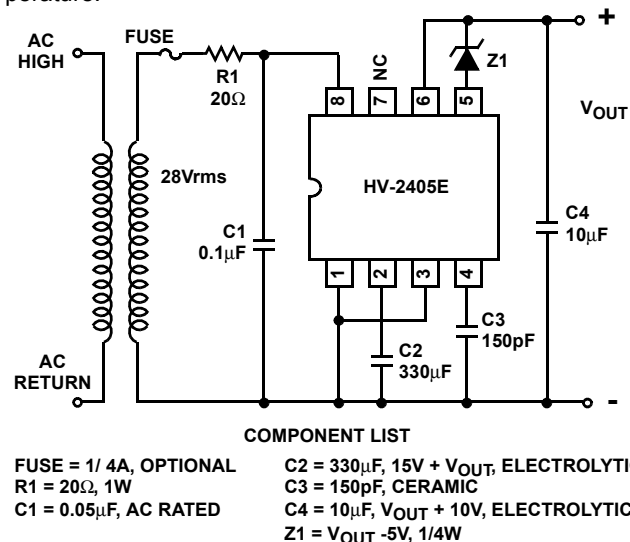 perature.
AC
HIGH
FUSE
R1
20Ω
28Vrms
C1
0.1μF
8
NC
7
6
5
Z1
+
VOUT
HV-2405E
1
2
3
4
C4
10μF
C3
150pF
C2
330μF
AC
RETURN
-
COMPONENT LIST
FUSE = 1/ 4A, OPTIONAL
R1 = 20Ω, 1W
C1 = 0.05μF, AC RATED
C2 = 330μF, 15V + VOUT, ELECTROLYTI
C3 = 150pF, CERAMIC
C4 = 10μF, VOUT + 10V, ELECTROLYTIC
Z1 = VOUT -5V, 1/4W